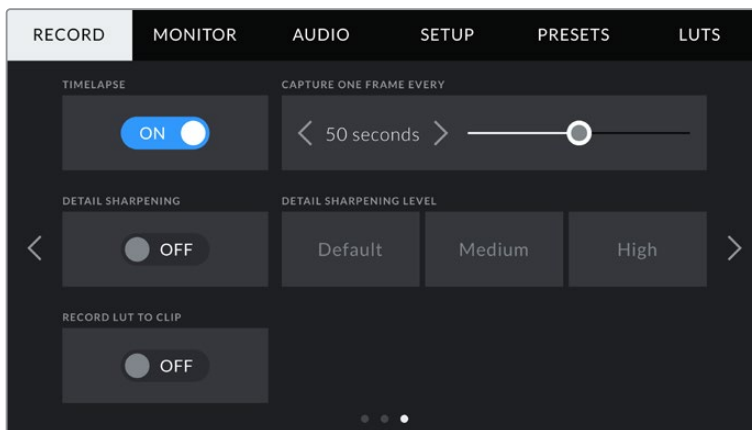 RECORD MONITOR AUDIO SETUP PRESETS LUTS
TIMELAPSE CAPTURE ONE FRAME EVERY
ON 50 seconds
DETAIL SHARPENING DETAIL SHARPENING LEVEL
OFF Default Medium High
RECORD LUT TO CLIP
OFF